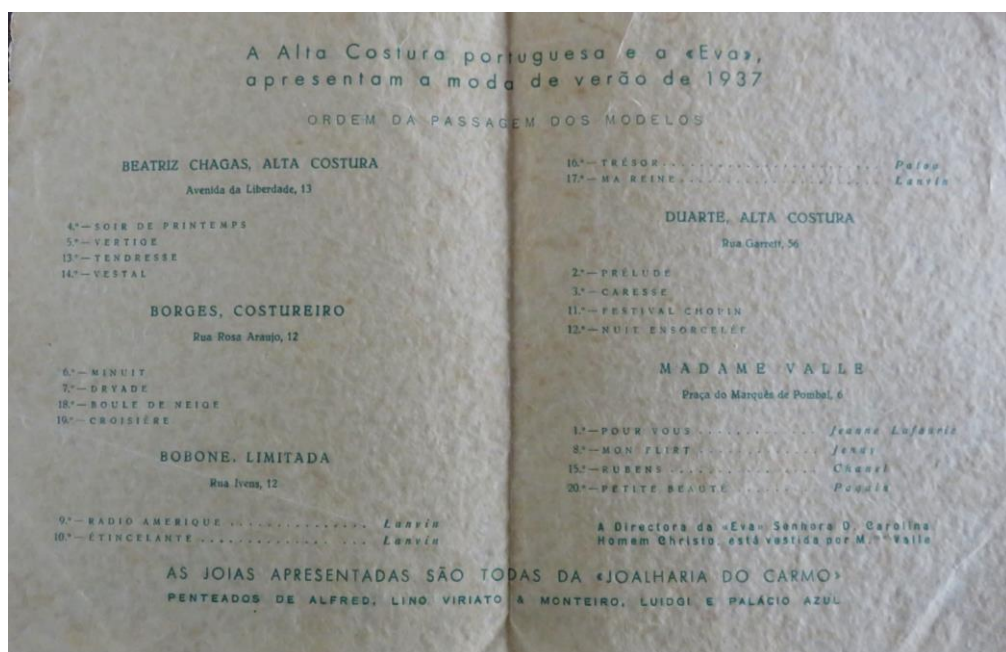 A Alta Costura portuguesa e a «Eva»,
apresentam a moda de verão de 1937
ORDEM DA PASSAGEM DOS MODELOS
BEATRIZ CHAGAS, ALTA COSTURA
Avenida da Liberdade, 13
4.º — SOIR DE PRINTEMPS
5.º — VERTIGE
13.º — TENDRESSE
14.º — VESTAL
BORGES, COSTUREIRO
Rua Rosa Araujo, 12
6.º — MINUIT
7.º — DRYADE
18.º — BOULE DE NEIGE
19.º — CROISIÈRE
BOBONE, LIMITADA
Rua Ivens, 12
9.º — RADIO AMERIQUE . . . . . . . . . . . . . . . Lanvin
10.º — ÉTINCELANTE . . . . . . . . . . . . . . . . . . Lanvin
16.º — TRÉSOR . . . . . . . . . . . . . . . . . . . . . . . . Patou
17.º — MA REINE . . . . . . . . . . . . . . . . . . . . . . Lanvin
DUARTE, ALTA COSTURA
Rua Garrett, 56
2.º — PRÉLUDE
3.º — CARESSE
11.º — FESTIVAL CHOPIN
12.º — NUIT ENSORCELÉE
MADAME VALLE
Praça do Marquês de Pombal, 6
1.º — POUR VOUS . . . . . . . . . . . . . Jeanne Lafaurie
8.º — MON FLIRT . . . . . . . . . . . . .
15.º — RUBENS . . . . . . . . . . . . . . . . Chanel
20.º — PETITE BEAUTÉ . . . . . . . .
A Directora da «Eva» Senhora D. Carolina
Homem Christo, está vestida por M.me Valle
AS JOIAS APRESENTADAS SÃO TODAS DA «JOALHARIA DO CARMO»
PENTEADOS DE ALFRED, LINO VIRIATO & MONTEIRO, LUIDGI E PALÁCIO AZUL